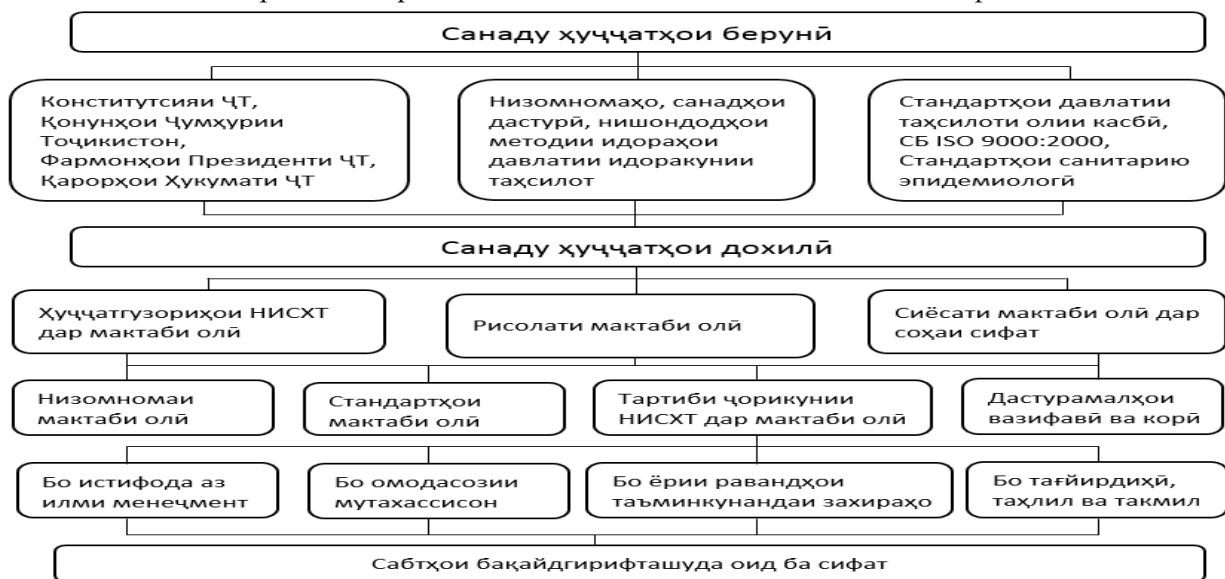 Санаду ҳуҷҷатҳои берунӣ
Конститутсияи ҶТ,
Қонунҳои Ҷумҳурии
Тоҷикистон,
Фармонҳои Президенти ҶТ,
Қарорҳои Ҳукумати ҶТ
Низомномаҳо, санадҳои
дастурӣ, нишондодҳои
методии идораҳои
давлатии идоракунии
таҳсилот
Стандартҳои давлатии
таҳсилоти олии касбӣ,
СБ ISO 9000:2000,
Стандартҳои санитарию
эпидемиологӣ
Санаду ҳуҷҷатҳои дохилӣ
Ҳуҷҷатгузориҳои НИСХТ
дар мактаби олӣ
Рисолати мактаби олӣ
Сиёсати мактаби олӣ дар
соҳаи сифат
Низомномаи
мактаби олӣ
Стандартҳои
мактаби олӣ
Тартиби ҷорикунии
НИСХТ дар мактаби олӣ
Дастурамалҳои
вазифавӣ ва корӣ
Бо истифода аз
илми менеҷмент
Бо омодасозии
мутахассисон
Бо ёрии равандҳои
таъминкунандаи захираҳо
Бо тағйирдиҳӣ,
таҳлил ва такмил
Сабтҳои бақайдгирифташуда оид ба сифат